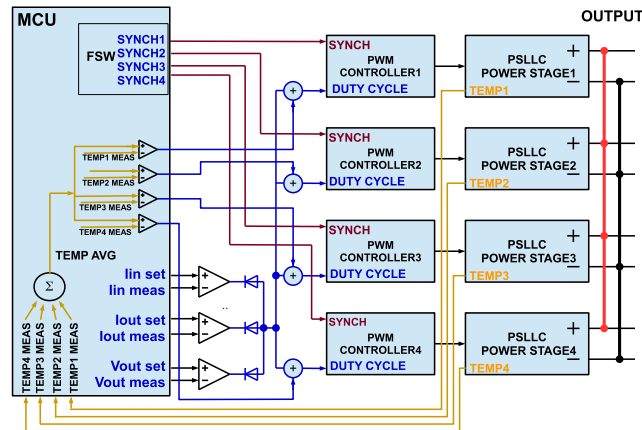 MCU
OUTPUT
FSW
SYNCH1
SYNCH2
SYNCH3
SYNCH4
SYNCH
PWM
CONTROLLER1
DUTY CYCLE
PSLLC
POWER STAGE1
TEMP1
+
−
+
SYNCH
PWM
CONTROLLER2
DUTY CYCLE
PSLLC
POWER STAGE2
TEMP2
+
−
+
SYNCH
PWM
CONTROLLER3
DUTY CYCLE
PSLLC
POWER STAGE3
TEMP3
+
−
+
SYNCH
PWM
CONTROLLER4
DUTY CYCLE
PSLLC
POWER STAGE4
TEMP4
+
−
+
TEMP1 MEAS
+
−
TEMP2 MEAS
+
−
TEMP3 MEAS
+
−
TEMP4 MEAS
+
−
TEMP AVG
Σ
Iin set
Iin meas
+
−
..
Iout set
Iout meas
+
−
Vout set
Vout meas
+
−
TEMP4 MEAS
TEMP3 MEAS
TEMP2 MEAS
TEMP1 MEAS